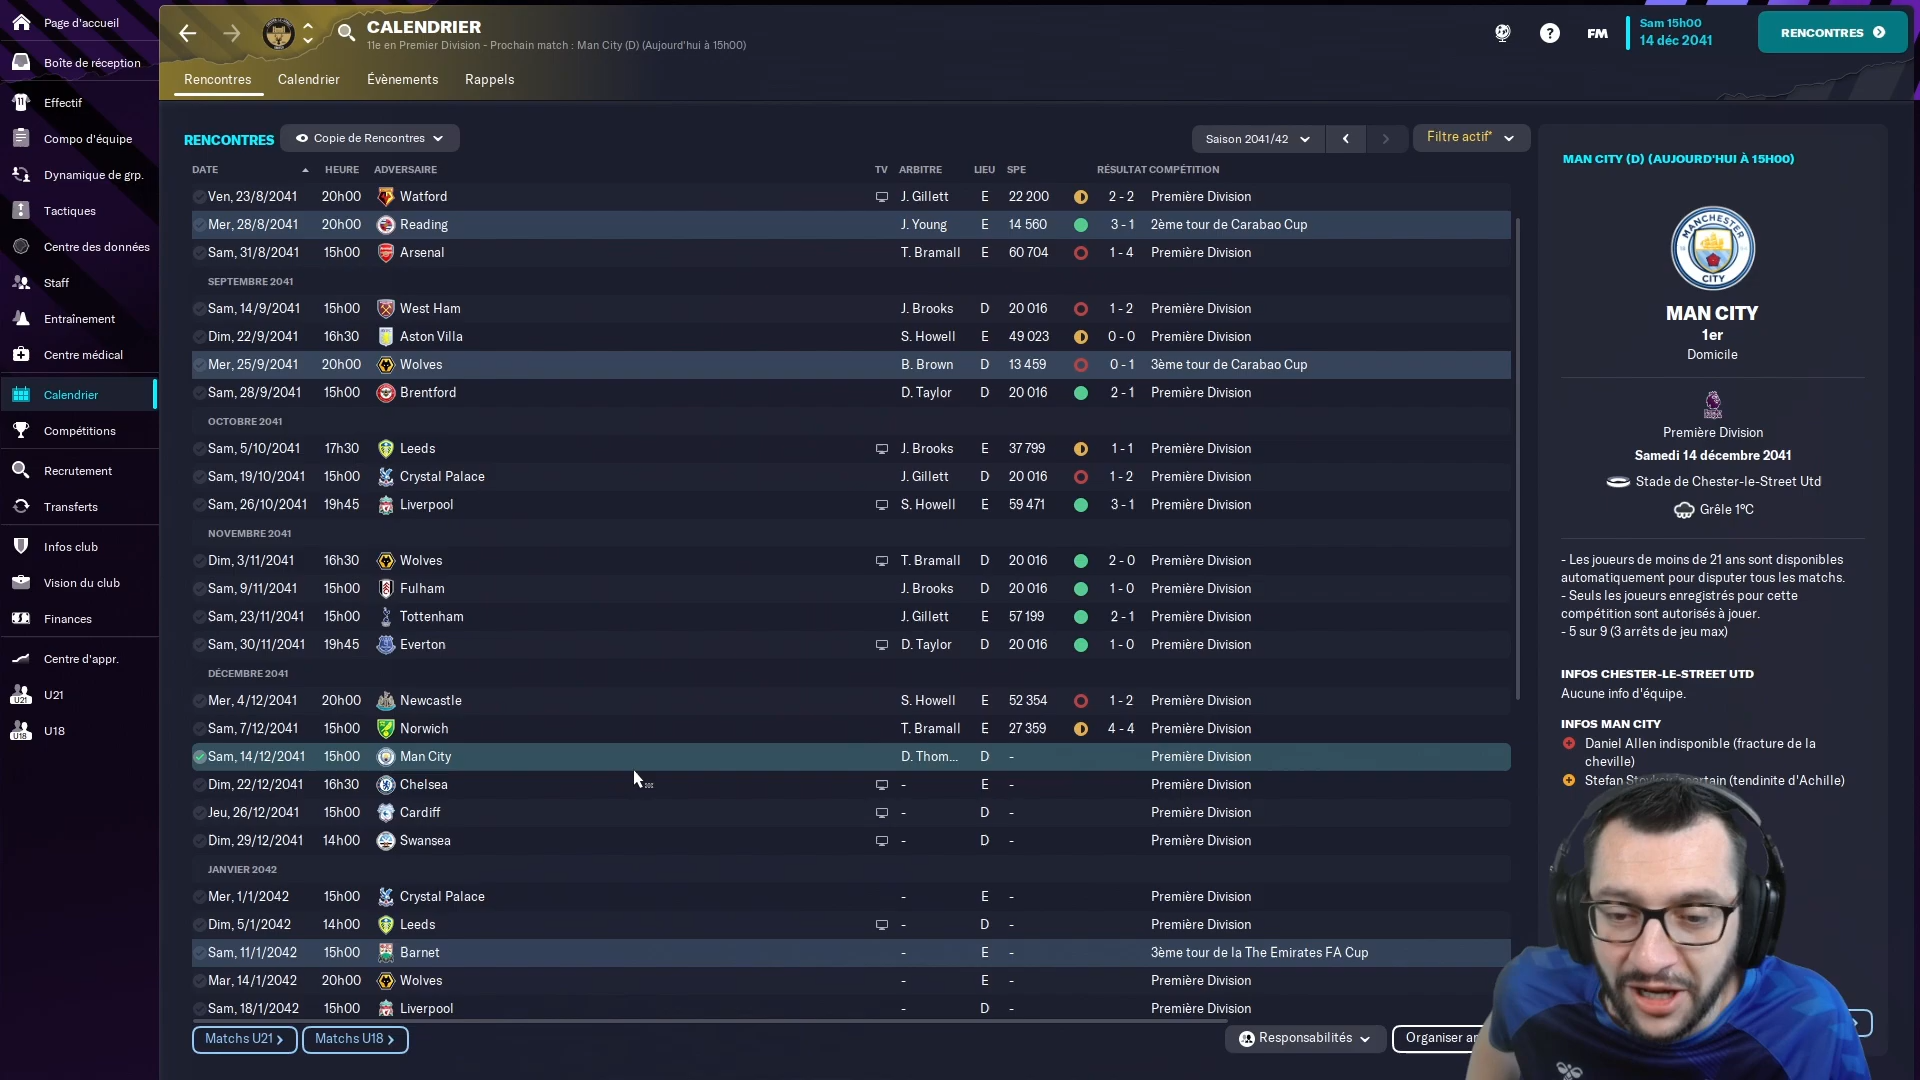 Page d'accueil
Boîte de réception
Effectif
Compo d'équipe
Dynamique de grp.
Tactiques
Centre des données
Staff
Entraînement
Centre médical
Calendrier
Compétitions
Recrutement
Transferts
Infos club
Vision du club
Finances
Centre d'appr.
U21
U18
CALENDRIER
11e en Premier Division - Prochain match : Man City (D) (Aujourd'hui à 15h00)
FM
Sam 15h00
14 déc 2041
RENCONTRES
Rencontres Calendrier Évènements Rappels
RENCONTRES Copie de Rencontres Saison 2041/42 Filtre actif*
DATE HEURE ADVERSAIRE TV ARBITRE LIEU SPE RÉSULTAT COMPÉTITION
Ven, 23/8/2041 20h00 Watford J. Gillett E 22 200 2 - 2 Première Division
Mer, 28/8/2041 20h00 Reading J. Young E 14 560 3 - 1 2ème tour de Carabao Cup
Sam, 31/8/2041 15h00 Arsenal T. Bramall E 60 704 1 - 4 Première Division
SEPTEMBRE 2041
Sam, 14/9/2041 15h00 West Ham J. Brooks D 20 016 1 - 2 Première Division
Dim, 22/9/2041 16h30 Aston Villa S. Howell E 49 023 0 - 0 Première Division
Mer, 25/9/2041 20h00 Wolves B. Brown D 13 459 0 - 1 3ème tour de Carabao Cup
Sam, 28/9/2041 15h00 Brentford D. Taylor D 20 016 2 - 1 Première Division
OCTOBRE 2041
Sam, 5/10/2041 17h30 Leeds J. Brooks E 37 799 1 - 1 Première Division
Sam, 19/10/2041 15h00 Crystal Palace J. Gillett D 20 016 1 - 2 Première Division
Sam, 26/10/2041 19h45 Liverpool S. Howell E 59 471 3 - 1 Première Division
NOVEMBRE 2041
Dim, 3/11/2041 16h30 Wolves T. Bramall D 20 016 2 - 0 Première Division
Sam, 9/11/2041 15h00 Fulham J. Brooks D 20 016 1 - 0 Première Division
Sam, 23/11/2041 15h00 Tottenham J. Gillett E 57 199 2 - 1 Première Division
Sam, 30/11/2041 19h45 Everton D. Taylor D 20 016 1 - 0 Première Division
DÉCEMBRE 2041
Mer, 4/12/2041 20h00 Newcastle S. Howell E 52 354 1 - 2 Première Division
Sam, 7/12/2041 15h00 Norwich T. Bramall E 27 359 4 - 4 Première Division
Sam, 14/12/2041 15h00 Man City D. Thom... D - Première Division
Dim, 22/12/2041 16h30 Chelsea - E - Première Division
Jeu, 26/12/2041 15h00 Cardiff - D - Première Division
Dim, 29/12/2041 14h00 Swansea - D - Première Division
JANVIER 2042
Mer, 1/1/2042 15h00 Crystal Palace - E - Première Division
Dim, 5/1/2042 14h00 Leeds - D - Première Division
Sam, 11/1/2042 15h00 Barnet - E - 3ème tour de la The Emirates FA Cup
Mar, 14/1/2042 20h00 Wolves - E - Première Division
Sam, 18/1/2042 15h00 Liverpool - D - Première Division
Matchs U21 Matchs U18 Responsabilités Organiser
MAN CITY (D) (AUJOURD'HUI À 15H00)
MANCHESTER
CITY
MAN CITY
1er
Domicile
Première Division
Samedi 14 décembre 2041
Stade de Chester-le-Street Utd
Grêle 1ºC
- Les joueurs de moins de 21 ans sont disponibles
automatiquement pour disputer tous les matchs.
- Seuls les joueurs enregistrés pour cette
compétition sont autorisés à jouer.
- 5 sur 9 (3 arrêts de jeu max)
INFOS CHESTER-LE-STREET UTD
Aucune info d'équipe.
INFOS MAN CITY
Daniel Allen indisponible (fracture de la
cheville)
Stefan (tendinite d'Achille)